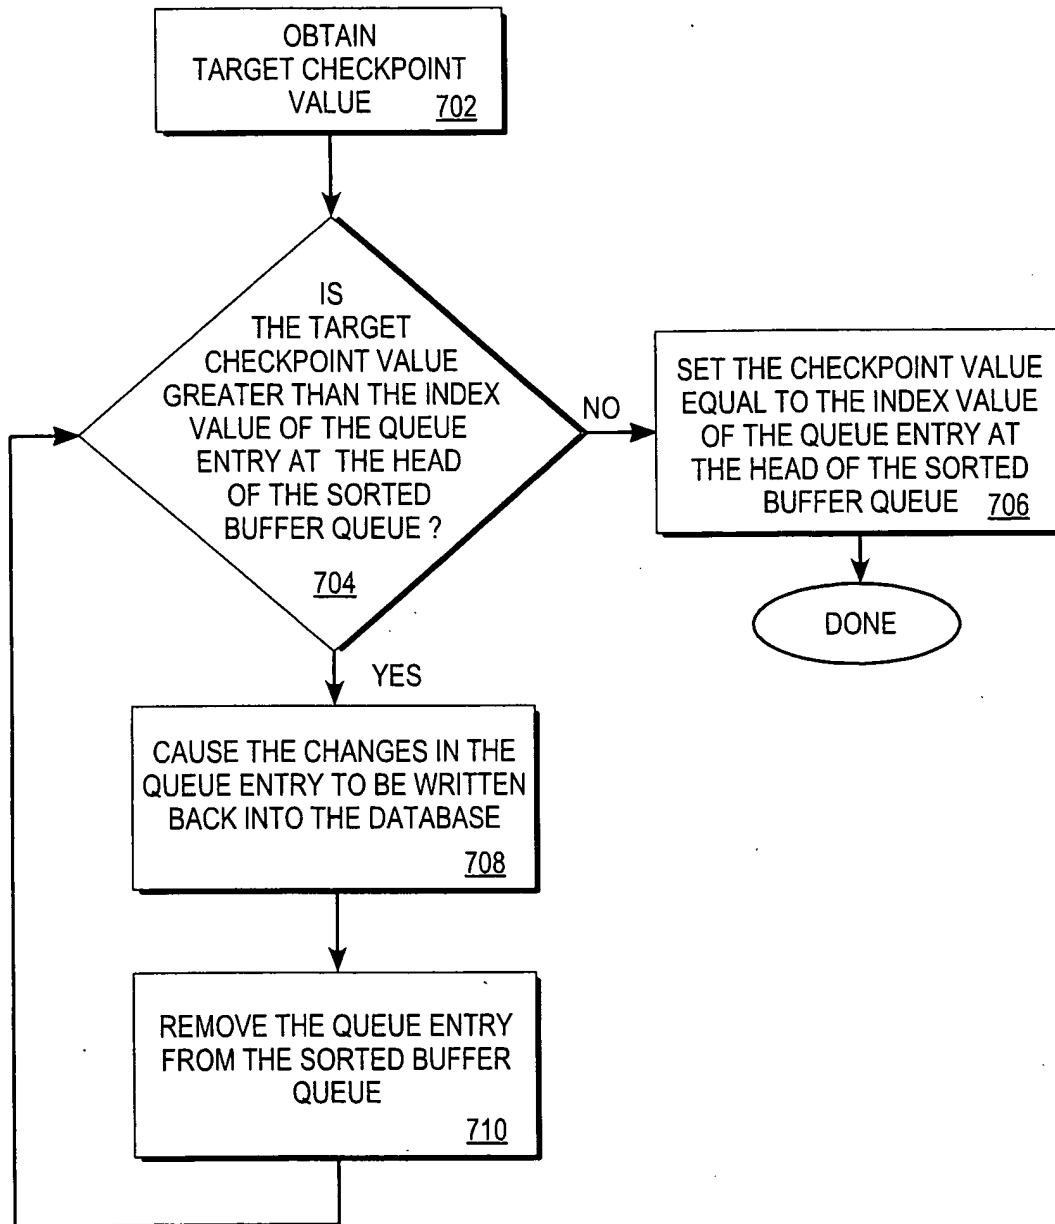 OBTAIN
TARGET CHECKPOINT
VALUE 702
IS
THE TARGET
CHECKPOINT VALUE
GREATER THAN THE INDEX
VALUE OF THE QUEUE
ENTRY AT THE HEAD
OF THE SORTED
BUFFER QUEUE ?
704
NO
SET THE CHECKPOINT VALUE
EQUAL TO THE INDEX VALUE
OF THE QUEUE ENTRY AT
THE HEAD OF THE SORTED
BUFFER QUEUE 706
DONE
YES
CAUSE THE CHANGES IN THE
QUEUE ENTRY TO BE WRITTEN
BACK INTO THE DATABASE
708
REMOVE THE QUEUE ENTRY
FROM THE SORTED BUFFER
QUEUE
710